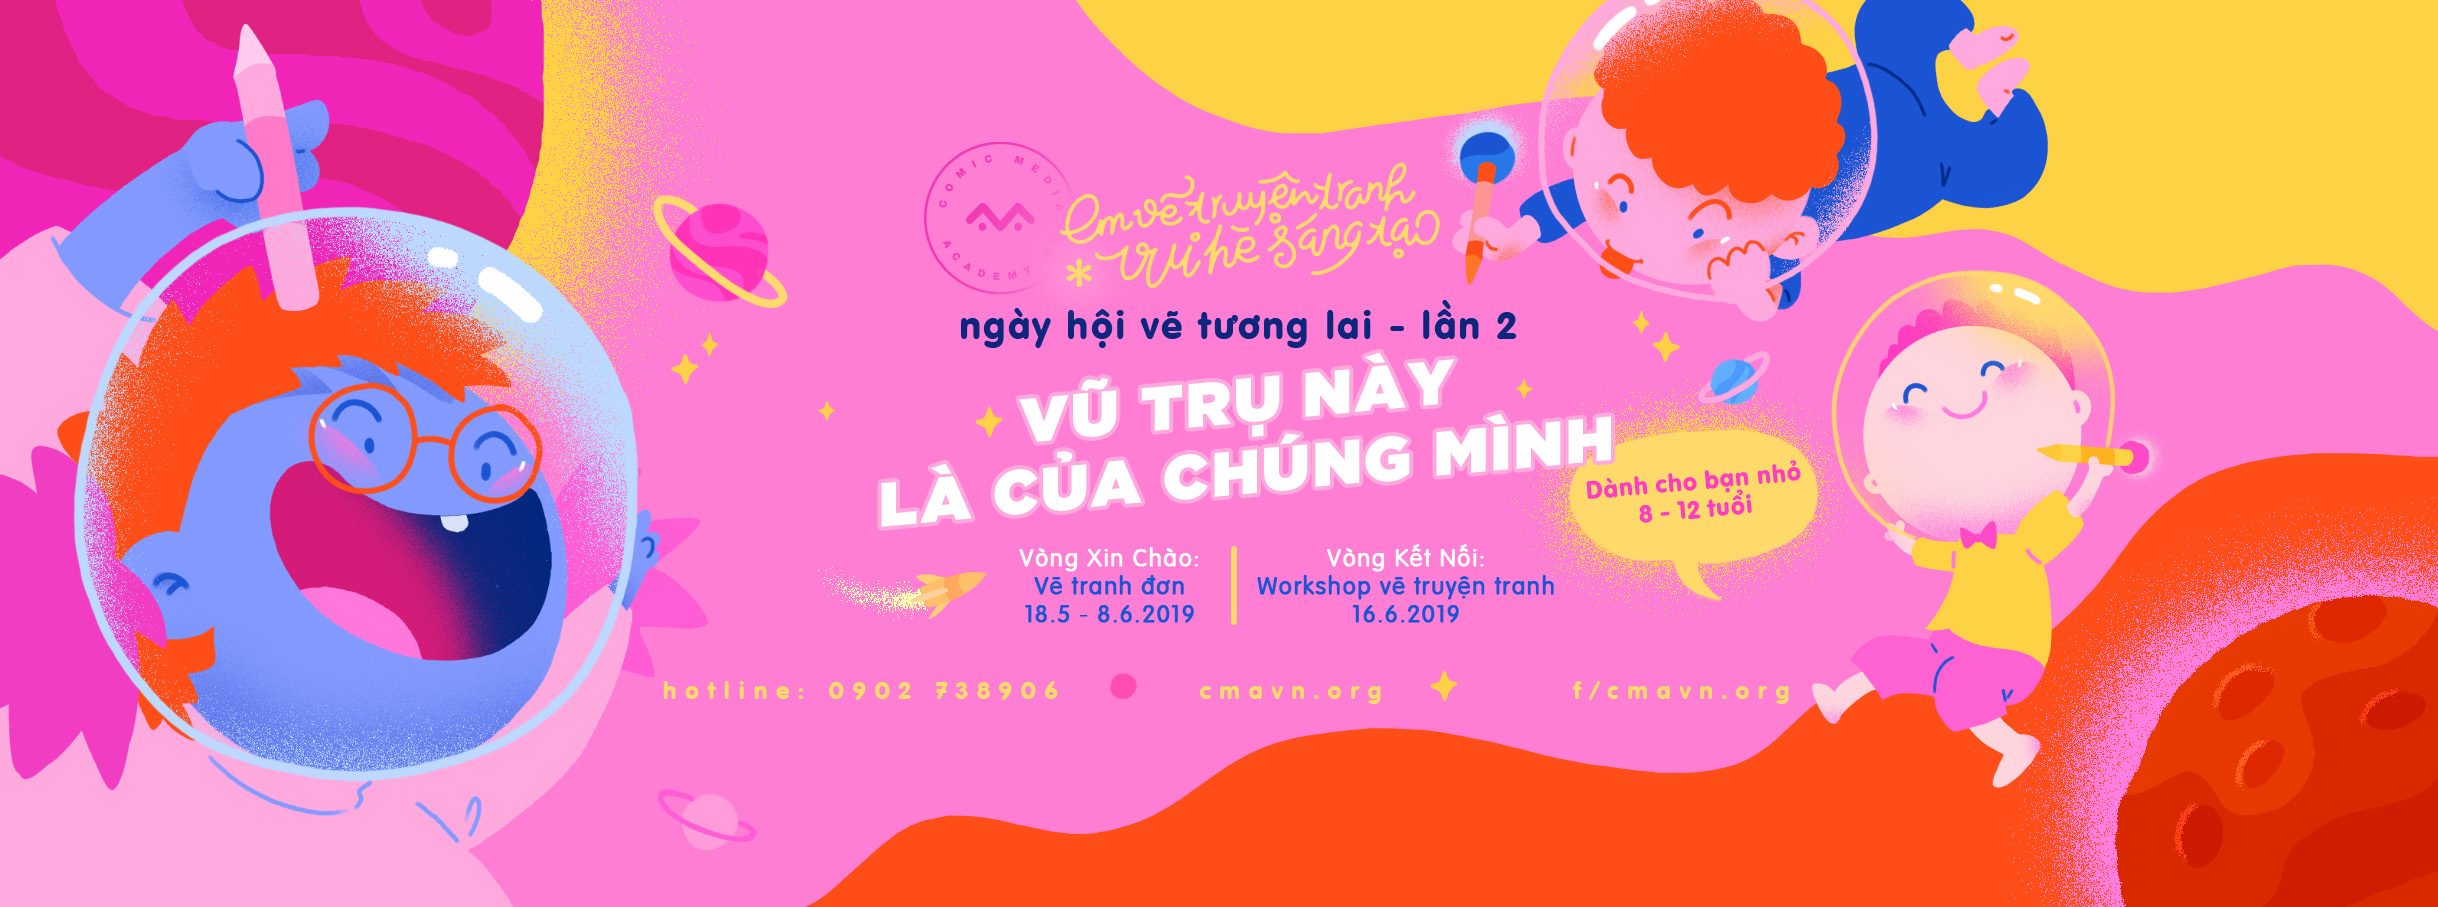 COMIC MEDIA
ACADEMY
em vẽ truyện tranh
vui hè sáng tạo
ngày hội vẽ tương lai - lần 2
VŨ TRỤ NÀY
LÀ CỦA CHÚNG MÌNH
Dành cho bạn nhỏ
8 - 12 tuổi
Vòng Xin Chào:
Vẽ tranh đơn
18.5 - 8.6.2019
Vòng Kết Nối:
Workshop vẽ truyện tranh
16.6.2019
hotline: 0902 738906
cmavn.org
f/cmavn.org